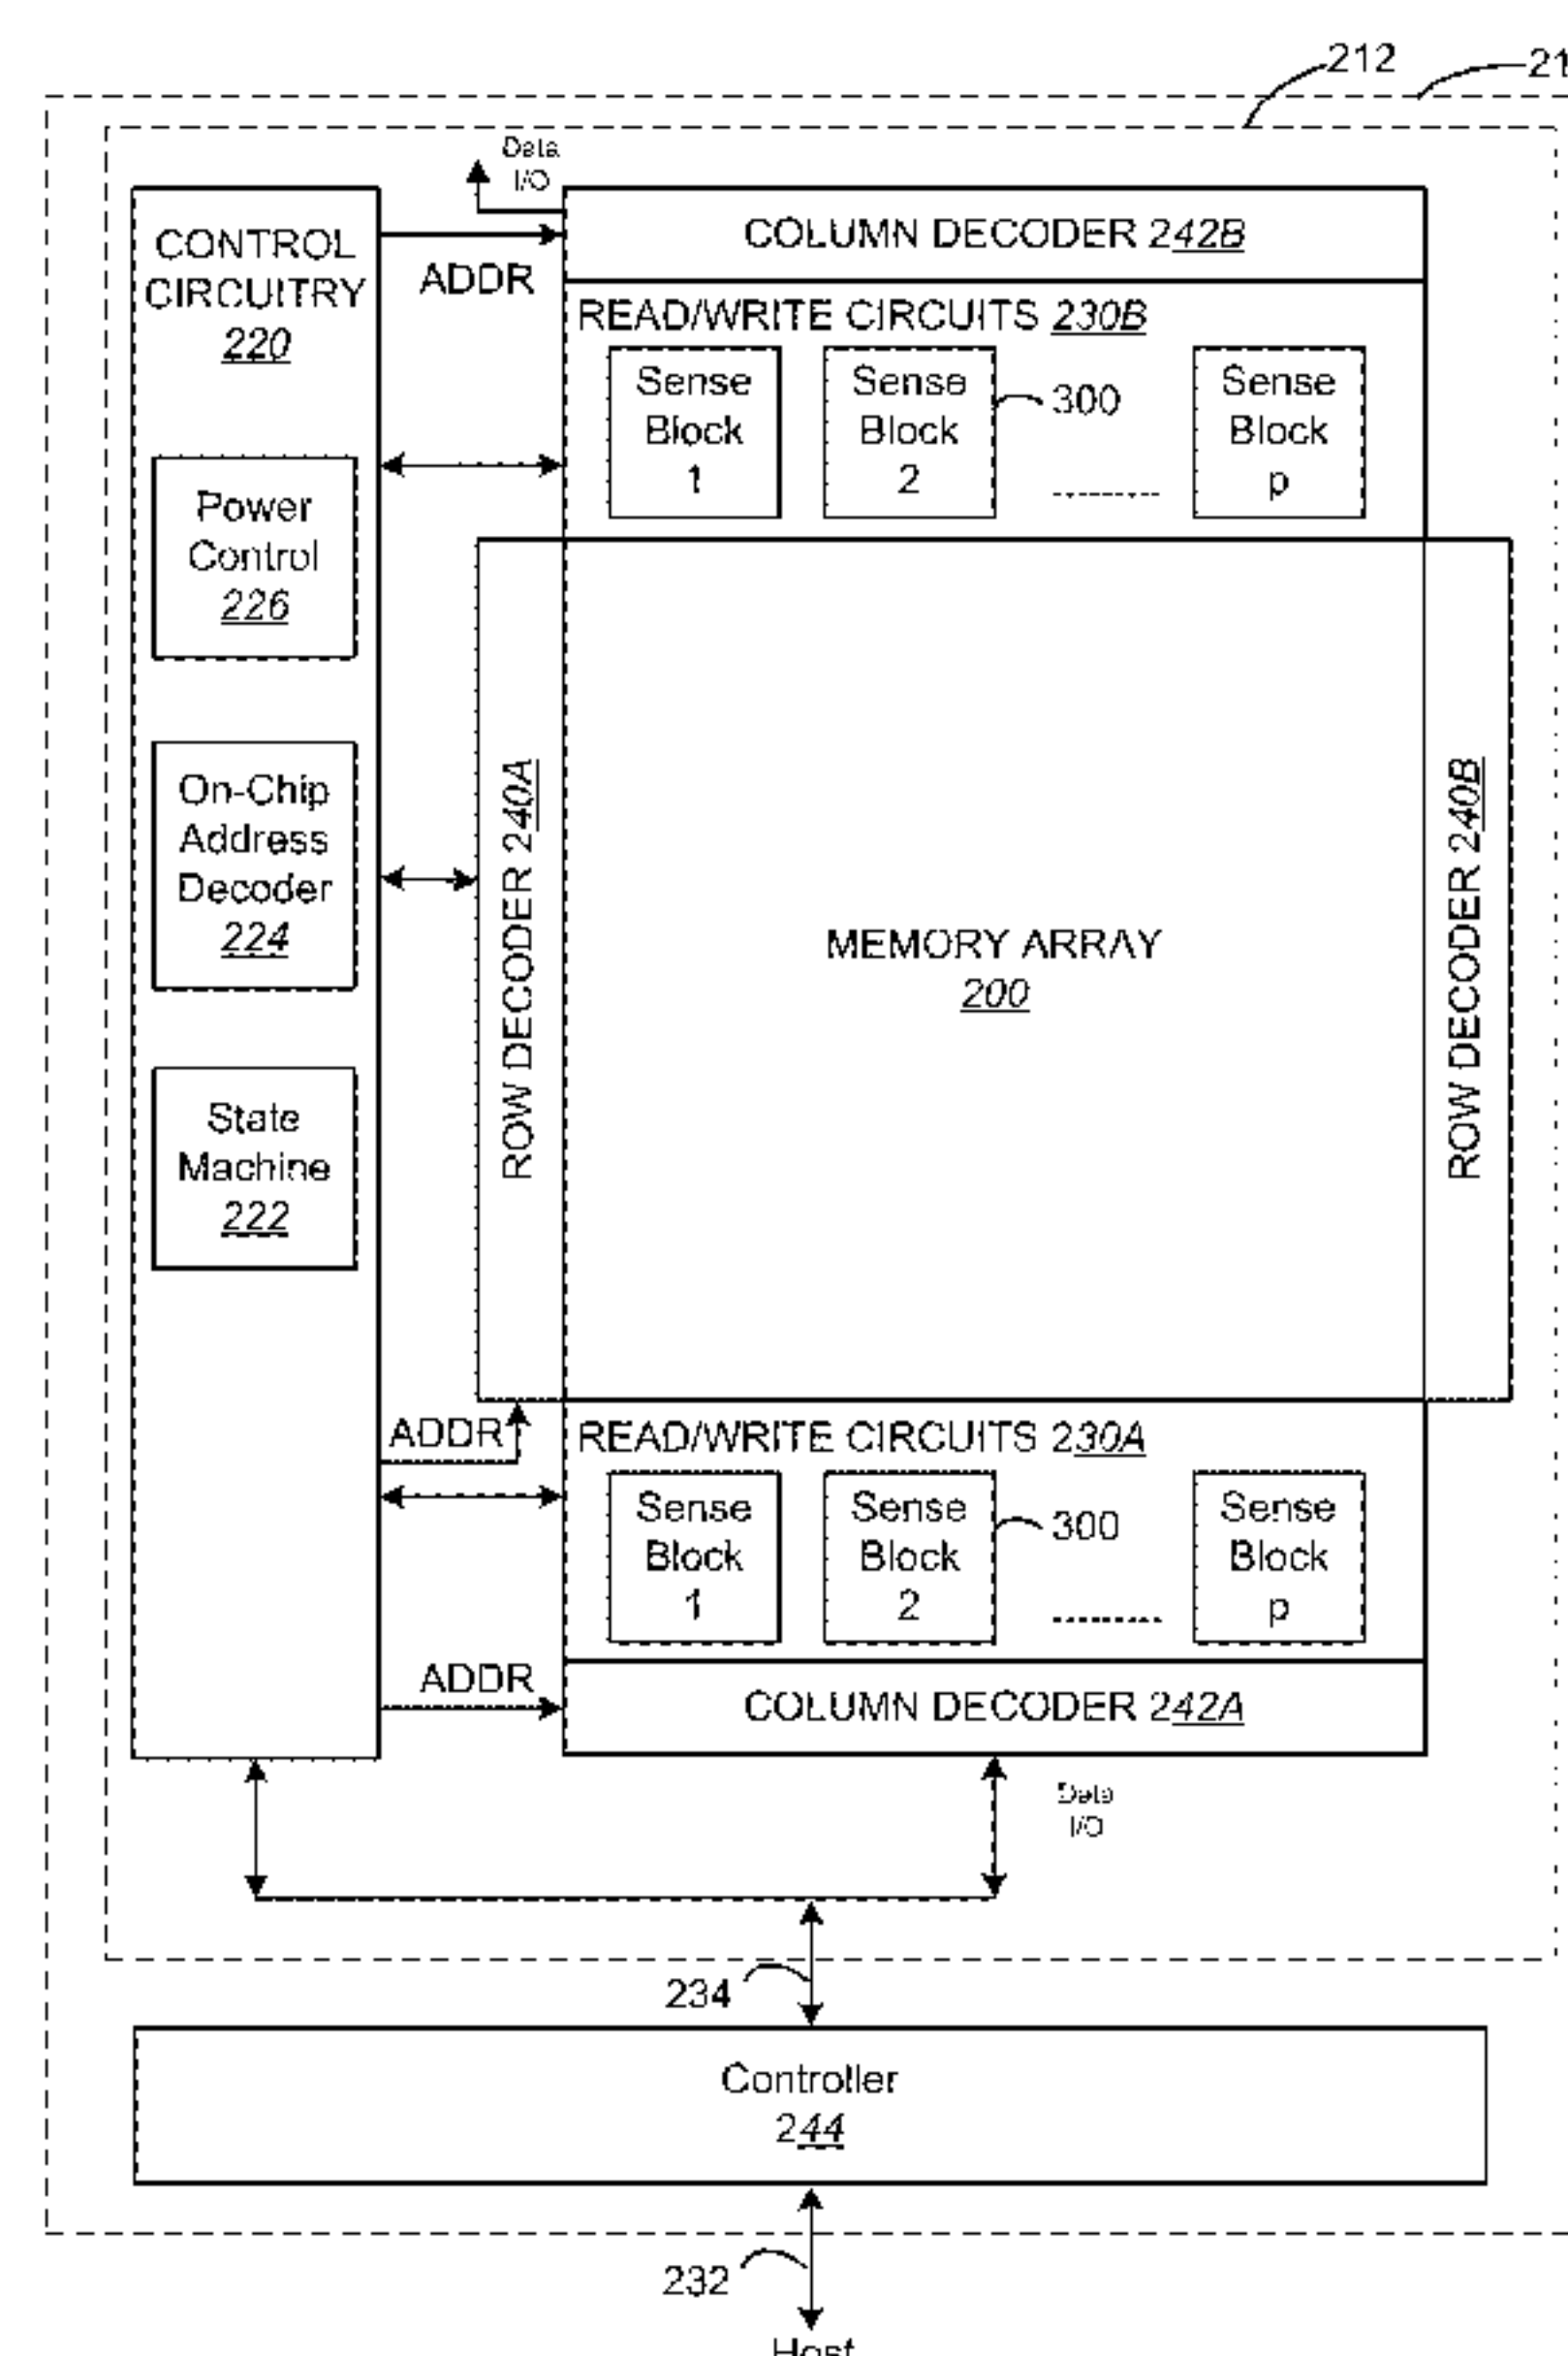 212
21
Data
I/O
CONTROL
CIRCUITRY
220
ADDR
COLUMN DECODER 242B
READ/WRITE CIRCUITS 230B
Sense
Block
1
Sense
Block
2
300
Sense
Block
p
Power
Control
226
On-Chip
Address
Decoder
224
State
Machine
222
ROW DECODER 240A
MEMORY ARRAY
200
ROW DECODER 240B
ADDR
READ/WRITE CIRCUITS 230A
Sense
Block
1
Sense
Block
2
300
Sense
Block
p
ADDR
COLUMN DECODER 242A
Data
I/O
234
Controller
244
232
Host